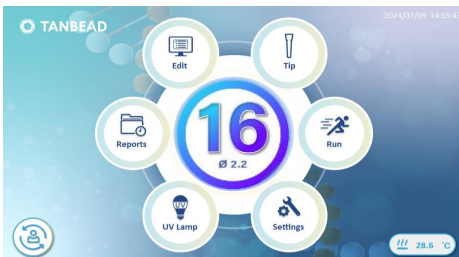 TANBEAD
2024/07/09 14:55:4
Edit
Tip
Reports
16
Ø 2.2
Run
UV
UV Lamp
Settings
28.6 °C